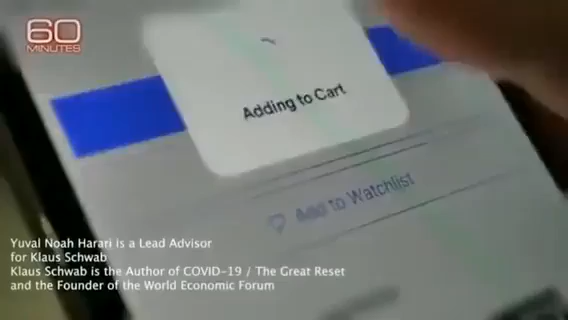 60
MINUTES
Adding to Cart
Add to Watchlist
Yuval Noah Harari is a Lead Advisor
for Klaus Schwab
Klaus Schwab is the Author of COVID-19 / The Great Reset
and the Founder of the World Economic Forum